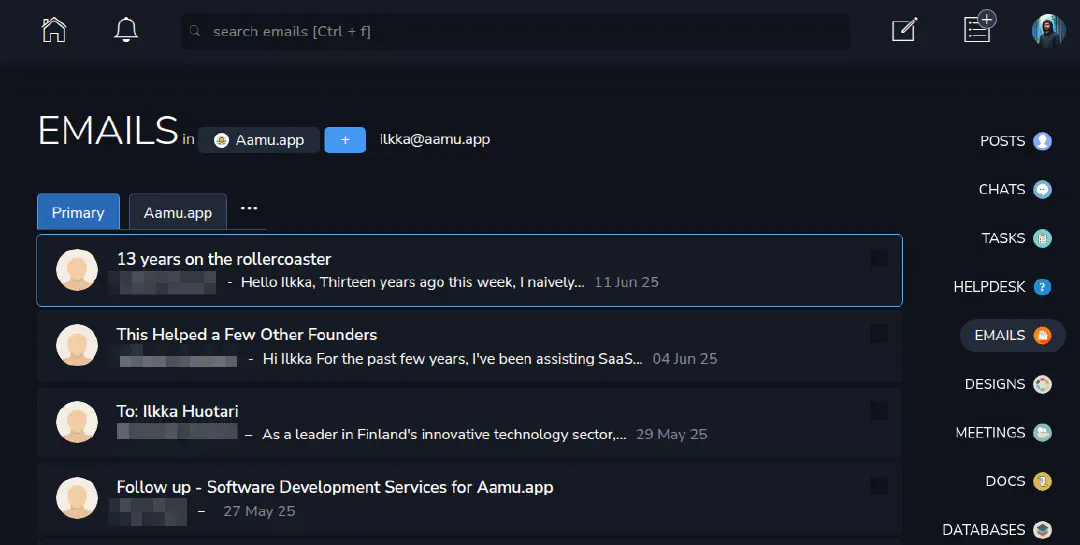 search emails [Ctrl + f]
EMAILS in Aamu.app + ilkka@aamu.app
Primary Aamu.app ...
13 years on the rollercoaster
- Hello Ilkka, Thirteen years ago this week, I naively... 11 Jun 25
This Helped a Few Other Founders
- Hi Ilkka For the past few years, I've been assisting SaaS... 04 Jun 25
To: Ilkka Huotari
– As a leader in Finland's innovative technology sector,... 29 May 25
Follow up - Software Development Services for Aamu.app
– 27 May 25
POSTS
CHATS
TASKS
HELPDESK ?
EMAILS
DESIGNS
MEETINGS
DOCS
DATABASES